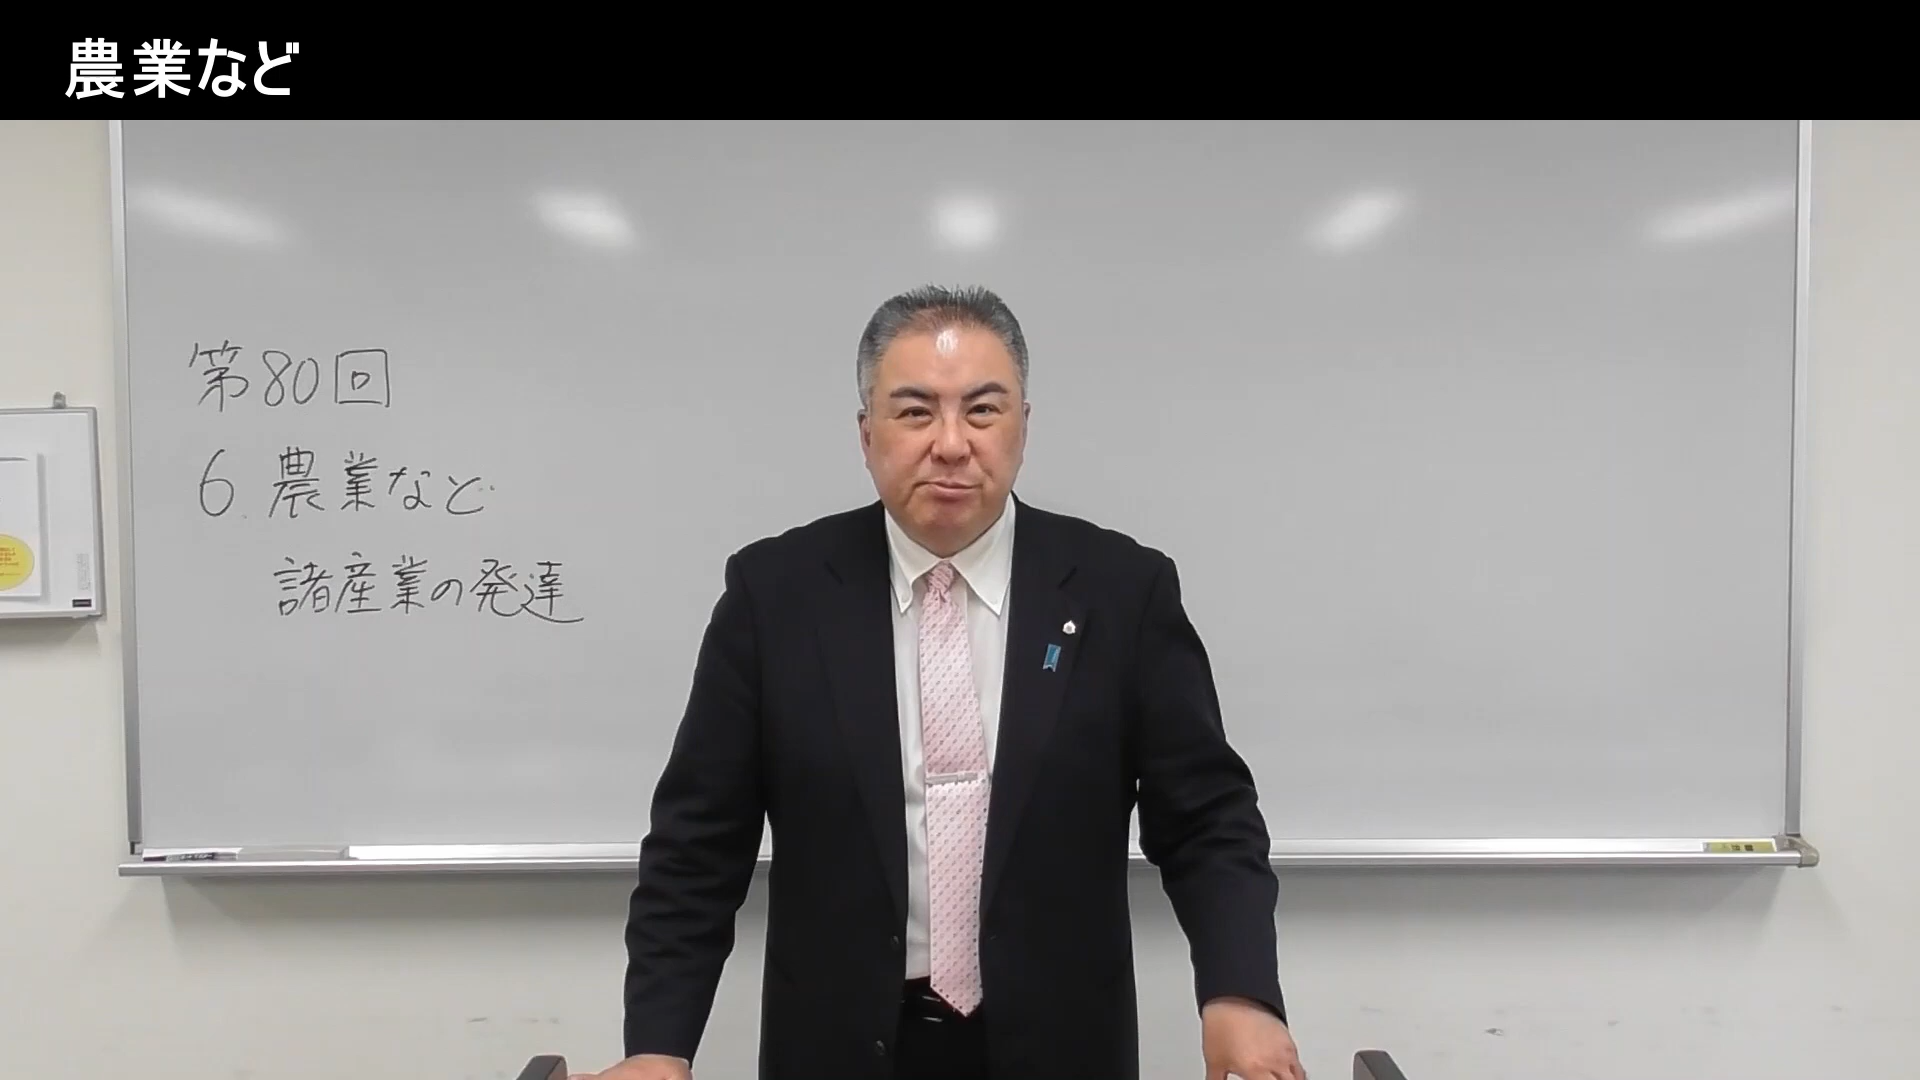 農業など
第80回
6. 農業など
諸産業の発達